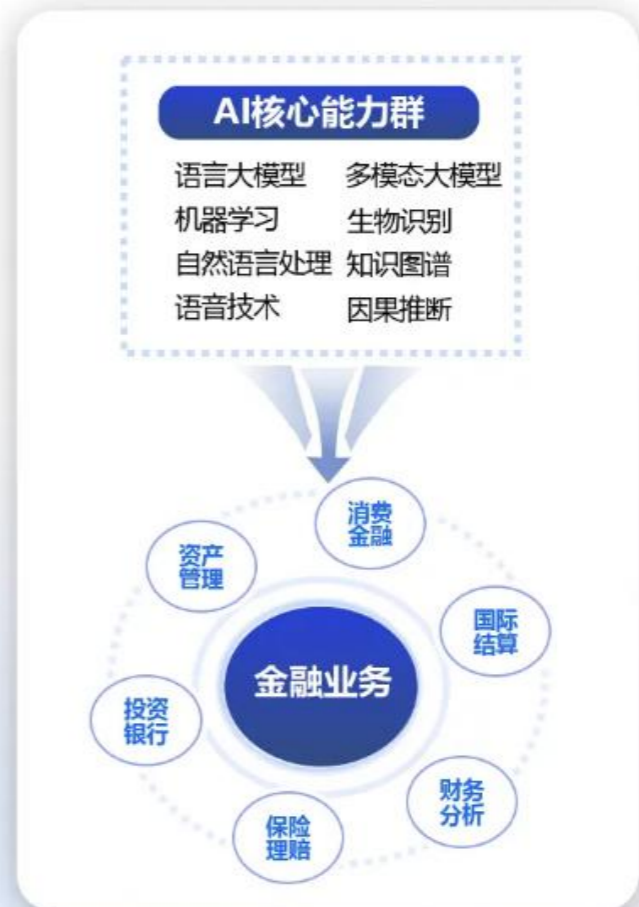 AI核心能力群
语言大模型 多模态大模型
机器学习 生物识别
自然语言处理 知识图谱
语音技术 因果推断
消费
金融
资产
管理
国际
结算
金融业务
投资
银行
财务
分析
保险
理赔